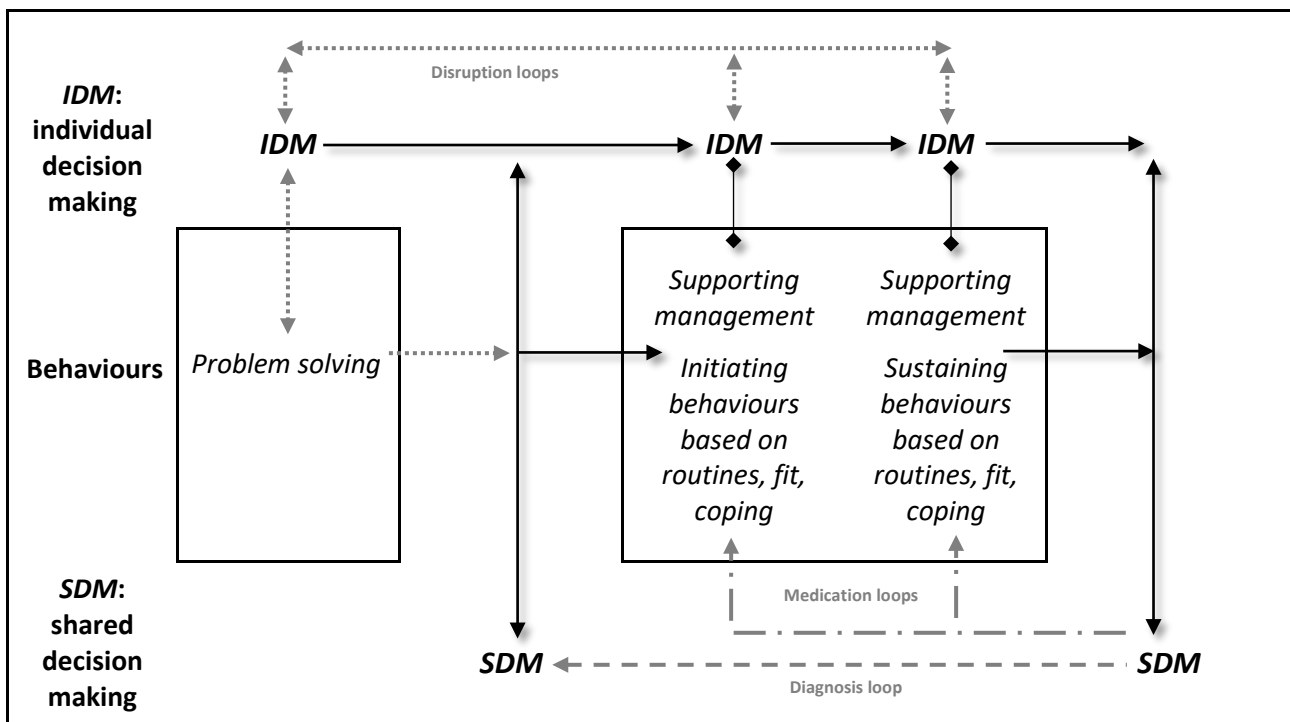 Disruption loops
IDM:
individual
decision
making
IDM
IDM
IDM
Behaviours
Problem solving
Supporting
management
Initiating
behaviours
based on
routines, fit,
coping
Supporting
management
Sustaining
behaviours
based on
routines, fit,
coping
SDM:
shared
decision
making
Medication loops
SDM
SDM
Diagnosis loop